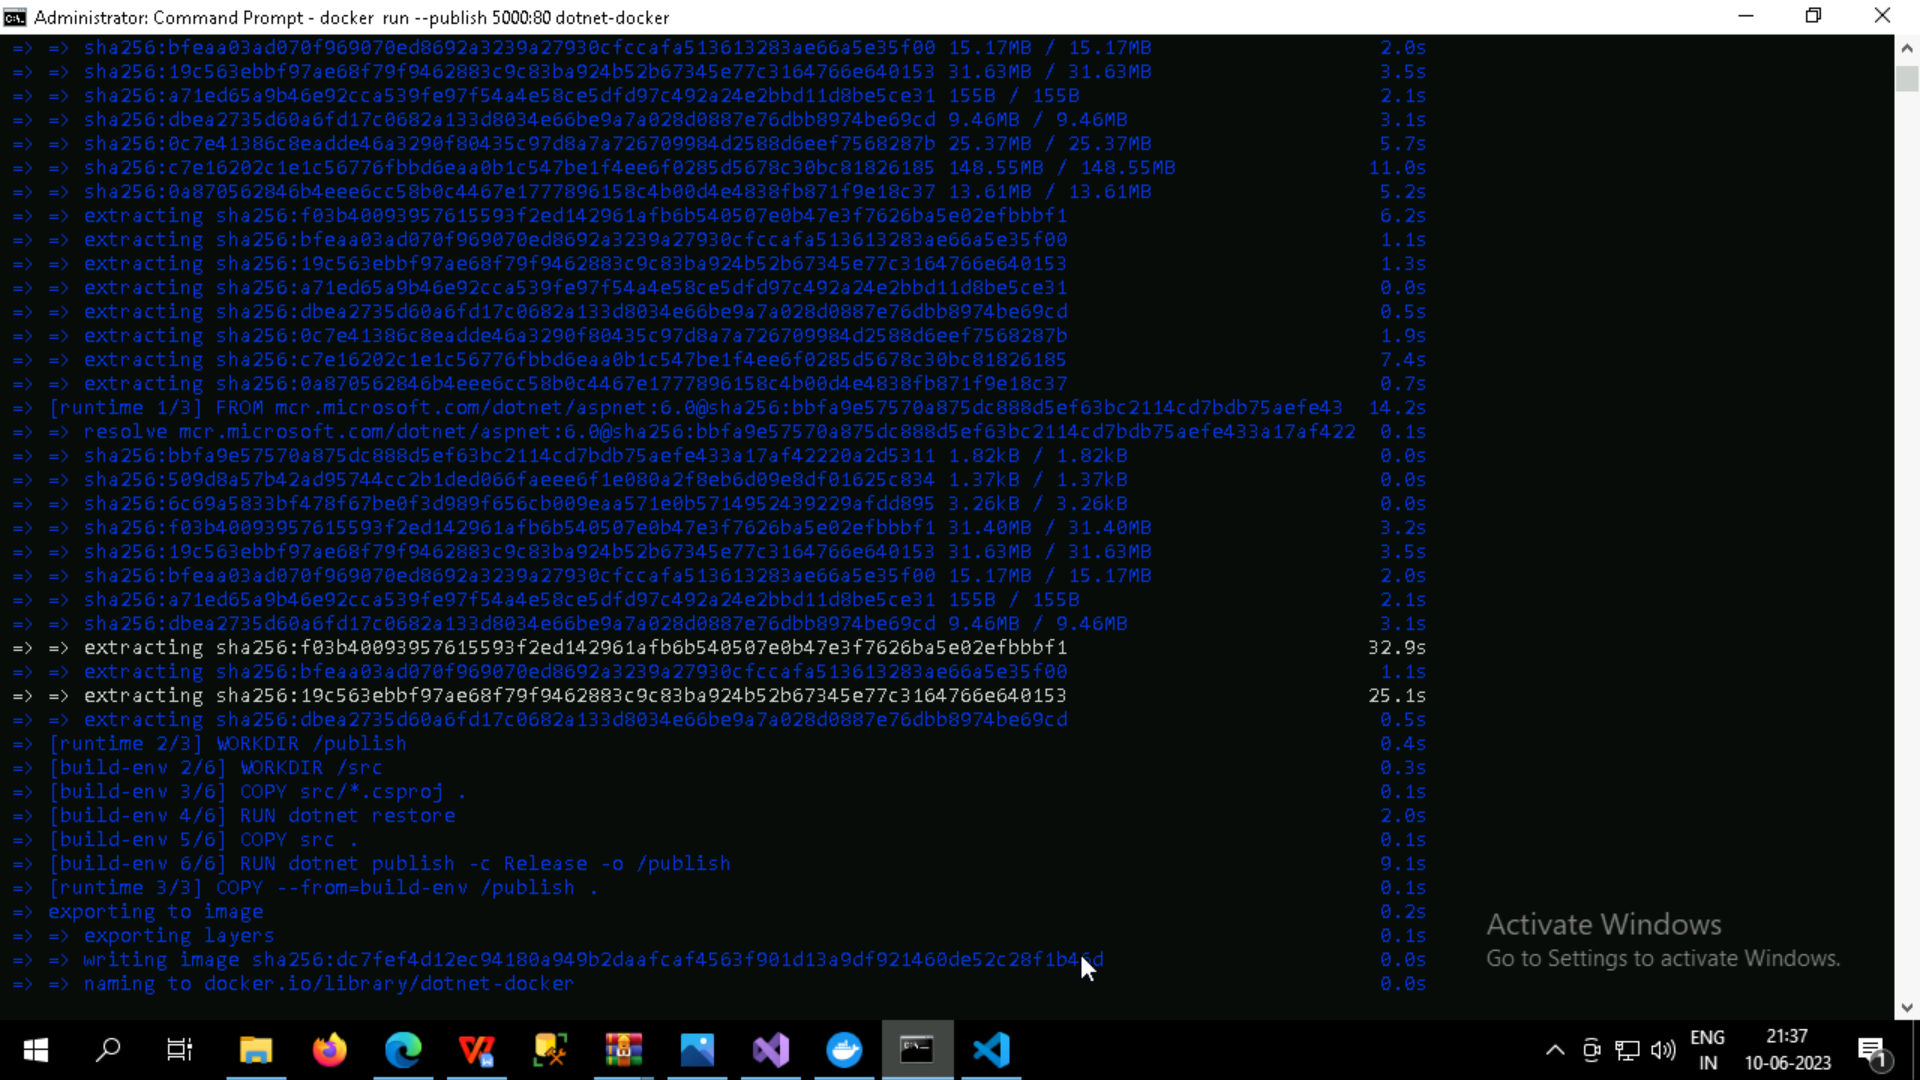 Administrator: Command Prompt - docker run --publish 5000:80 dotnet-docker
=> => sha256:bfeaa03ad070f969070ed8692a3239a27930cfccafa513613283ae66a5e35f00 15.17MB / 15.17MB 2.0s
=> => sha256:19c563ebbf97ae68f79f9462883c9c83ba924b52b67345e77c3164766e640153 31.63MB / 31.63MB 3.5s
=> => sha256:a71ed65a9b46e92cca539fe97f54a4e58ce5dfd97c492a24e2bbd11d8be5ce31 155B / 155B 2.1s
=> => sha256:dbea2735d60a6fd17c0682a133d8034e66be9a7a028d0887e76dbb8974be69cd 9.46MB / 9.46MB 3.1s
=> => sha256:0c7e41386c8eadde46a3290f80435c97d8a7a726709984d2588d6eef7568287b 25.37MB / 25.37MB 5.7s
=> => sha256:c7e16202c1e1c56776fbbd6eaa0b1c547be1f4ee6f0285d5678c30bc81826185 148.55MB / 148.55MB 11.0s
=> => sha256:0a870562846b4eee6cc58b0c4467e1777896158c4b00d4e4838fb871f9e18c37 13.61MB / 13.61MB 5.2s
=> => extracting sha256:f03b40093957615593f2ed142961afb6b540507e0b47e3f7626ba5e02efbbbf1 6.2s
=> => extracting sha256:bfeaa03ad070f969070ed8692a3239a27930cfccafa513613283ae66a5e35f00 1.1s
=> => extracting sha256:19c563ebbf97ae68f79f9462883c9c83ba924b52b67345e77c3164766e640153 1.3s
=> => extracting sha256:a71ed65a9b46e92cca539fe97f54a4e58ce5dfd97c492a24e2bbd11d8be5ce31 0.0s
=> => extracting sha256:dbea2735d60a6fd17c0682a133d8034e66be9a7a028d0887e76dbb8974be69cd 0.5s
=> => extracting sha256:0c7e41386c8eadde46a3290f80435c97d8a7a726709984d2588d6eef7568287b 1.9s
=> => extracting sha256:c7e16202c1e1c56776fbbd6eaa0b1c547be1f4ee6f0285d5678c30bc81826185 7.4s
=> => extracting sha256:0a870562846b4eee6cc58b0c4467e1777896158c4b00d4e4838fb871f9e18c37 0.7s
=> [runtime 1/3] FROM mcr.microsoft.com/dotnet/aspnet:6.0@sha256:bbfa9e57570a875dc888d5ef63bc2114cd7bdb75aefe43 14.2s
=> => resolve mcr.microsoft.com/dotnet/aspnet:6.0@sha256:bbfa9e57570a875dc888d5ef63bc2114cd7bdb75aefe433a17af422 0.1s
=> => sha256:bbfa9e57570a875dc888d5ef63bc2114cd7bdb75aefe433a17af42220a2d5311 1.82kB / 1.82kB 0.0s
=> => sha256:509d8a57b42ad95744cc2b1ded066faeee6f1e080a2f8eb6d09e8df01625c834 1.37kB / 1.37kB 0.0s
=> => sha256:6c69a5833bf478f67be0f3d989f656cb009eaa571e0b5714952439229afdd895 3.26kB / 3.26kB 0.0s
=> => sha256:f03b40093957615593f2ed142961afb6b540507e0b47e3f7626ba5e02efbbbf1 31.40MB / 31.40MB 3.2s
=> => sha256:19c563ebbf97ae68f79f9462883c9c83ba924b52b67345e77c3164766e640153 31.63MB / 31.63MB 3.5s
=> => sha256:bfeaa03ad070f969070ed8692a3239a27930cfccafa513613283ae66a5e35f00 15.17MB / 15.17MB 2.0s
=> => sha256:a71ed65a9b46e92cca539fe97f54a4e58ce5dfd97c492a24e2bbd11d8be5ce31 155B / 155B 2.1s
=> => sha256:dbea2735d60a6fd17c0682a133d8034e66be9a7a028d0887e76dbb8974be69cd 9.46MB / 9.46MB 3.1s
=> => extracting sha256:f03b40093957615593f2ed142961afb6b540507e0b47e3f7626ba5e02efbbbf1 32.9s
=> => extracting sha256:bfeaa03ad070f969070ed8692a3239a27930cfccafa513613283ae66a5e35f00 1.1s
=> => extracting sha256:19c563ebbf97ae68f79f9462883c9c83ba924b52b67345e77c3164766e640153 25.1s
=> => extracting sha256:dbea2735d60a6fd17c0682a133d8034e66be9a7a028d0887e76dbb8974be69cd 0.5s
=> [runtime 2/3] WORKDIR /publish 0.4s
=> [build-env 2/6] WORKDIR /src 0.3s
=> [build-env 3/6] COPY src/*.csproj . 0.1s
=> [build-env 4/6] RUN dotnet restore 2.0s
=> [build-env 5/6] COPY src . 0.1s
=> [build-env 6/6] RUN dotnet publish -c Release -o /publish 9.1s
=> [runtime 3/3] COPY --from=build-env /publish . 0.1s
=> exporting to image 0.2s
=> => exporting layers 0.1s
=> => writing image 0.0s
=> => naming to docker.io/library/dotnet-docker 0.0s
Activate Windows
Go to Settings to activate Windows.
ENG
IN
21:37
10-06-2023
1